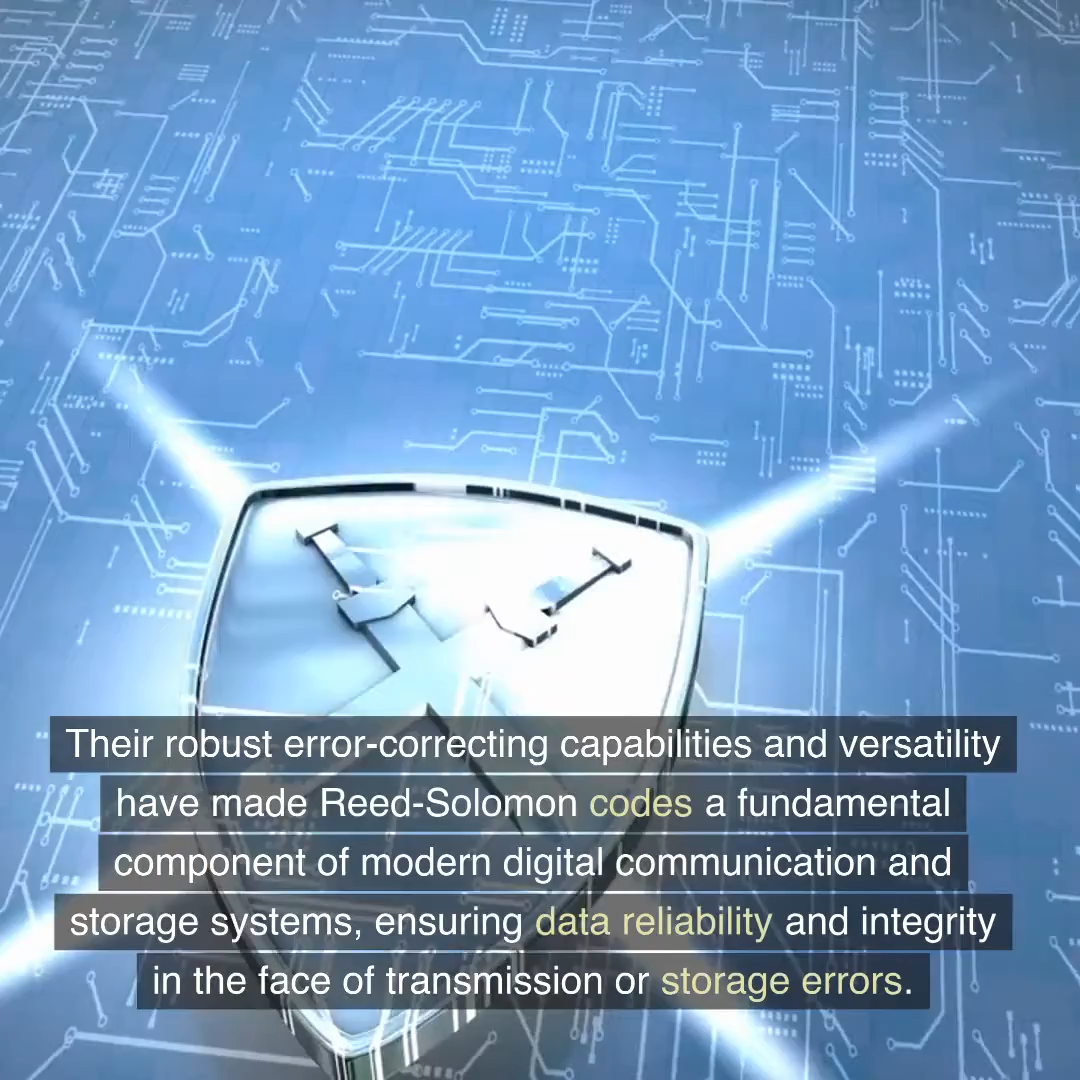 Their robust error-correcting capabilities and versatility
have made Reed-Solomon codes a fundamental
component of modern digital communication and
storage systems, ensuring data reliability and integrity
in the face of transmission or storage errors.